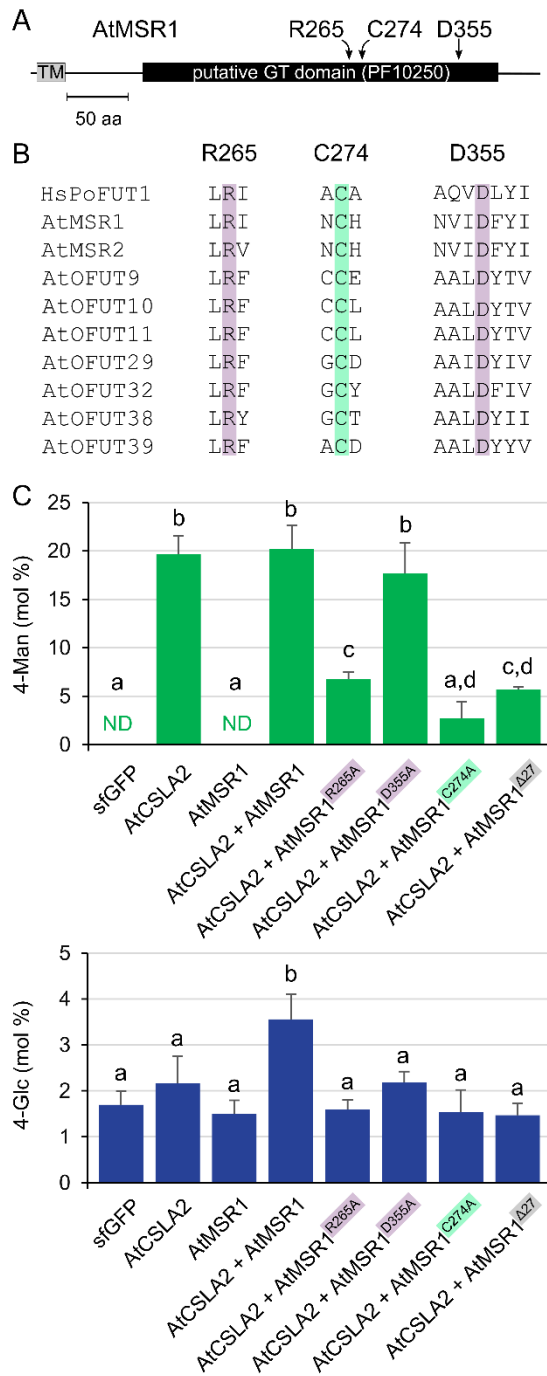 A
AtMSR1 R265 C274 D355
TM putative GT domain (PF10250)
50 aa
B
R265 C274 D355
HsPoFUT1 LRI ACA AQVDLYI
AtMSR1 LRI NCH NVIDFYI
AtMSR2 LRV NCH NVIDFYI
AtOFUT9 LRF CCE AALDYTV
AtOFUT10 LRF CCL AALDYTV
AtOFUT11 LRF CCL AALDYTV
AtOFUT29 LRF GCD AAIDYIV
AtOFUT32 LRF GCY AALDFIV
AtOFUT38 LRY GCT AALDYII
AtOFUT39 LRF ACD AALDYYV
C
4-Man (mol %)
25
20
15
10
5
0
a b a b c b a,d c,d
ND ND
sfGFP
AtCSLA2
AtMSR1
AtCSLA2 + AtMSR1
AtCSLA2 + AtMSR1R265A
AtCSLA2 + AtMSR1D355A
AtCSLA2 + AtMSR1C274A
AtCSLA2 + AtMSR1Δ27
4-Glc (mol %)
5
4
3
2
1
0
a a a b a a a a
sfGFP
AtCSLA2
AtMSR1
AtCSLA2 + AtMSR1
AtCSLA2 + AtMSR1R265A
AtCSLA2 + AtMSR1D355A
AtCSLA2 + AtMSR1C274A
AtCSLA2 + AtMSR1Δ27